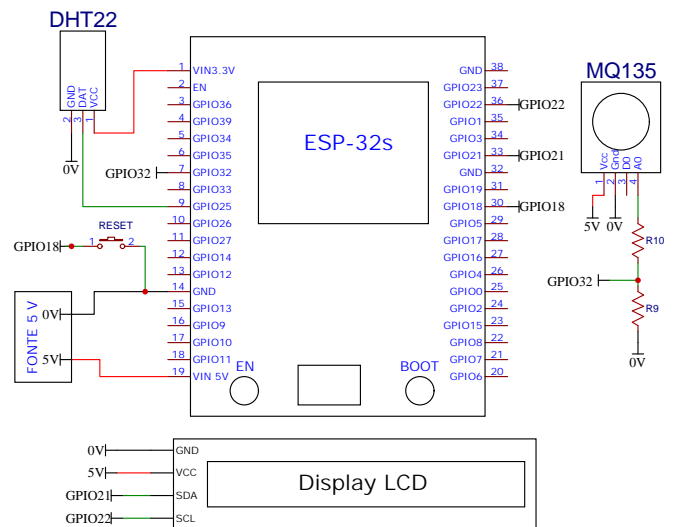 DHT22
GND
DAT
VCC
2
3
1
0V
ESP-32s
1 VIN3.3V
2 EN
3 GPIO36
4 GPIO39
5 GPIO34
6 GPIO35
GPIO32 7 GPIO32
8 GPIO33
9 GPIO25
10 GPIO26
11 GPIO27
12 GPIO14
13 GPIO12
14 GND
15 GPIO13
16 GPIO9
17 GPIO10
18 GPIO11
19 VIN 5V
GND 38
GPIO23 37
GPIO22 36 GPIO22
GPIO1 35
GPIO3 34
GPIO21 33 GPIO21
GND 32
GPIO19 31
GPIO18 30 GPIO18
GPIO5 29
GPIO17 28
GPIO16 27
GPIO4 26
GPIO0 25
GPIO2 24
GPIO15 23
GPIO8 22
GPIO7 21
GPIO6 20
EN
BOOT
RESET
GPIO18 1 2
FONTE 5 V
0V
5V
MQ135
Vcc
Gnd
D0
A0
1
2
3
4
5V
0V
R10
GPIO32
R9
0V
Display LCD
0V GND
5V VCC
GPIO21 SDA
GPIO22 SCL